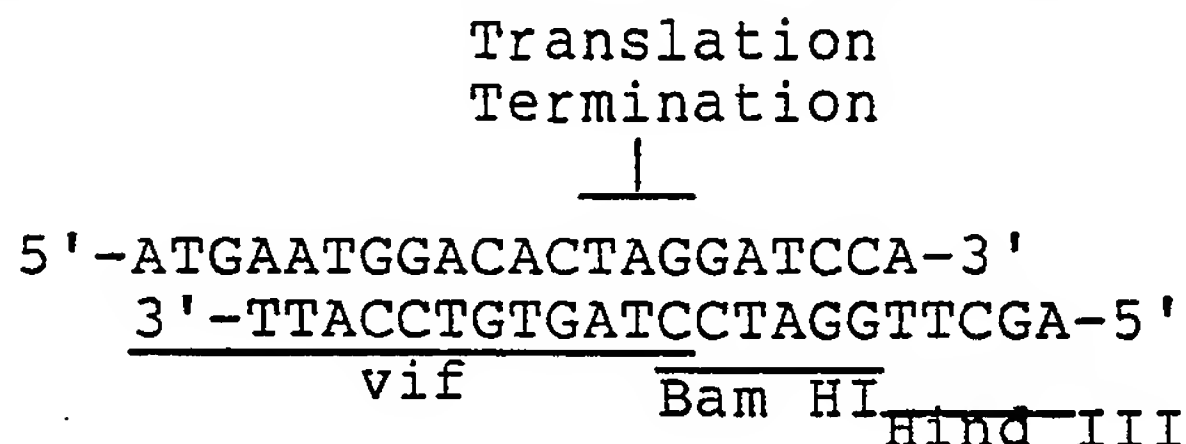 Translation
Termination
5'-ATGAATGGACACTAGGATCCA-3'
3'-TTACCTGTGATCCTAGGTTCGA-5'
vif Bam HI Hind III